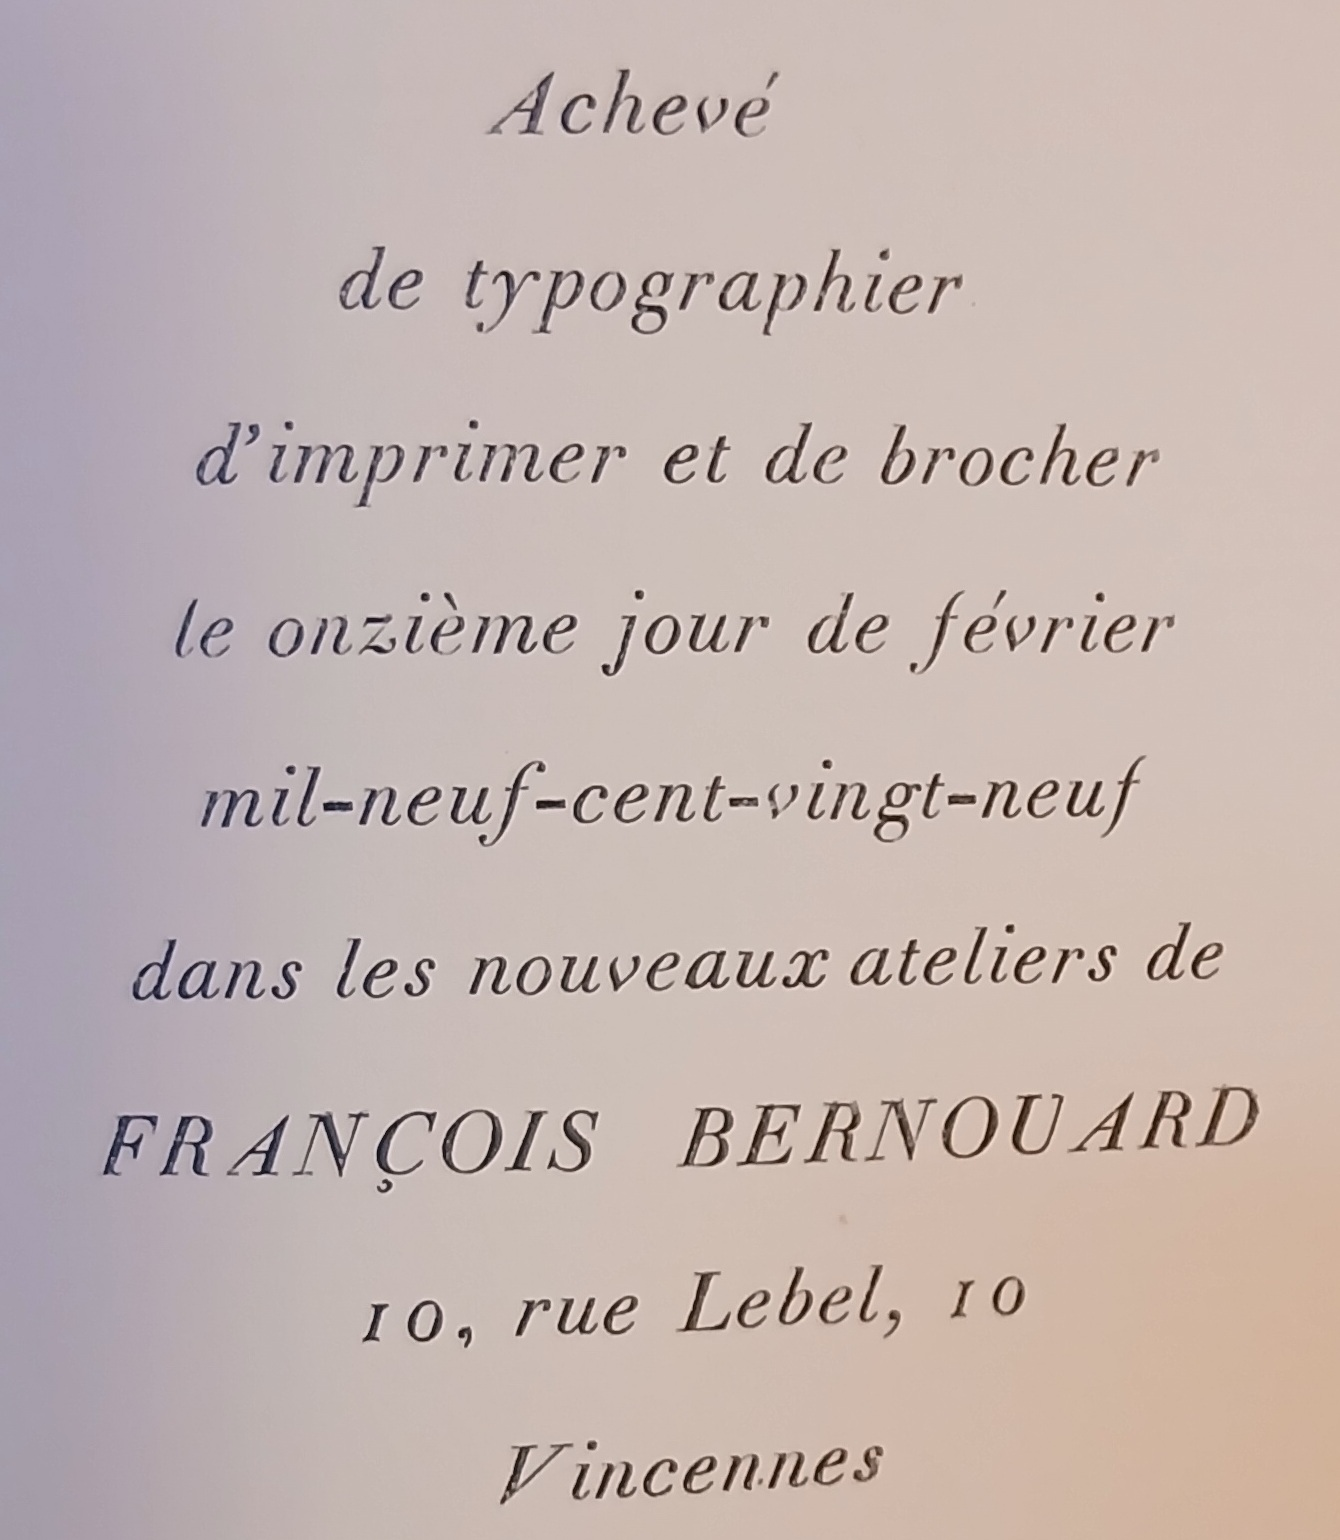 Achevé
de typographier
d'imprimer et de brocher
le onzième jour de février
mil-neuf-cent-vingt-neuf
dans les nouveaux ateliers de
FRANÇOIS BERNOUARD
10, rue Lebel, 10
Vincennes